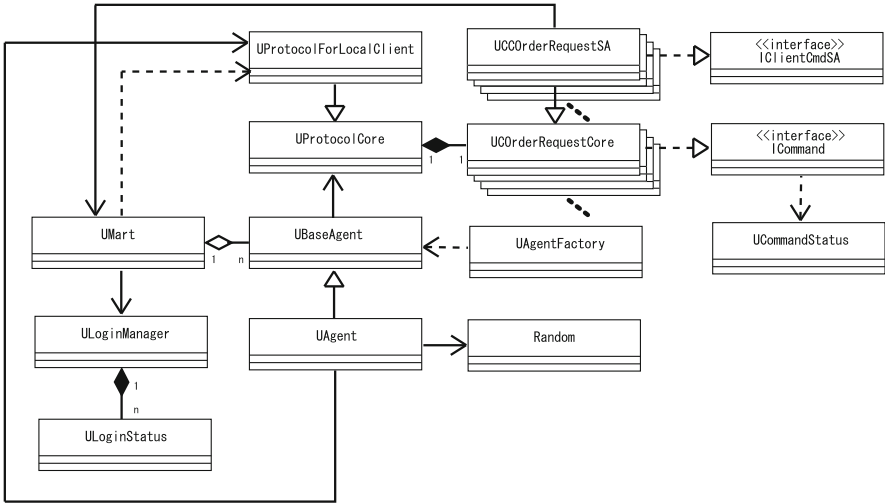 UProtocolForLocalClient
UCCOrderRequestSA
<<interface>>
IClientCmdSA
UProtocolCore
1
1
UCOrderRequestCore
<<interface>>
ICommand
UMart
1
n
UBaseAgent
UAgentFactory
UCommandStatus
ULoginManager
1
n
UAgent
Random
ULoginStatus